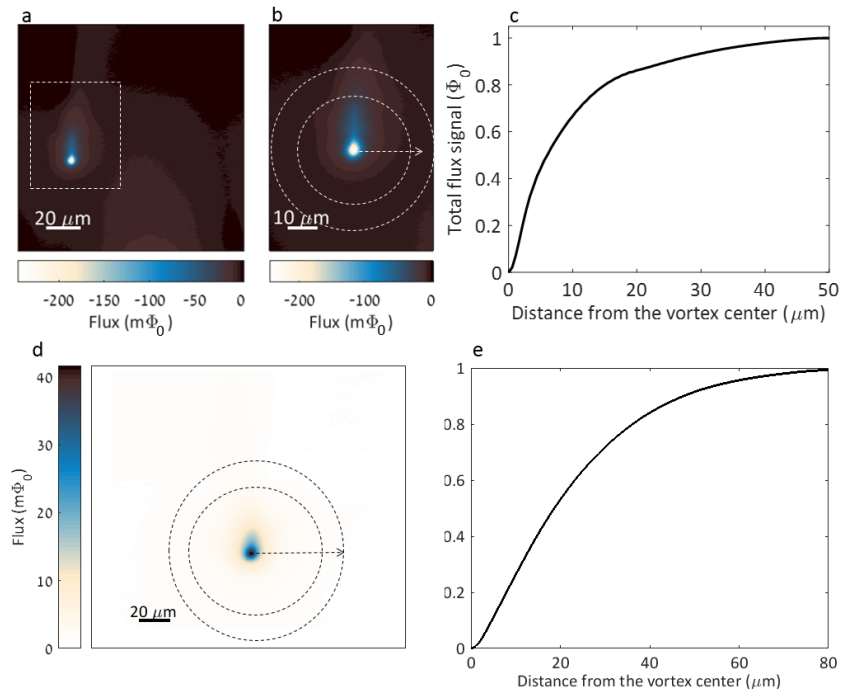 a
b
c
20 μm
10 μm
-200
-150
-100
-50
0
Flux (mΦ0)
-200
-100
0
Flux (mΦ0)
Total flux signal (Φ0)
1
0.8
0.6
0.4
0.2
0
0
10
20
30
40
50
Distance from the vortex center (μm)
d
e
40
30
20
10
0
Flux (mΦ0)
20 μm
1
0.8
0.6
0.4
0.2
0
0
20
40
60
80
Distance from the vortex center (μm)